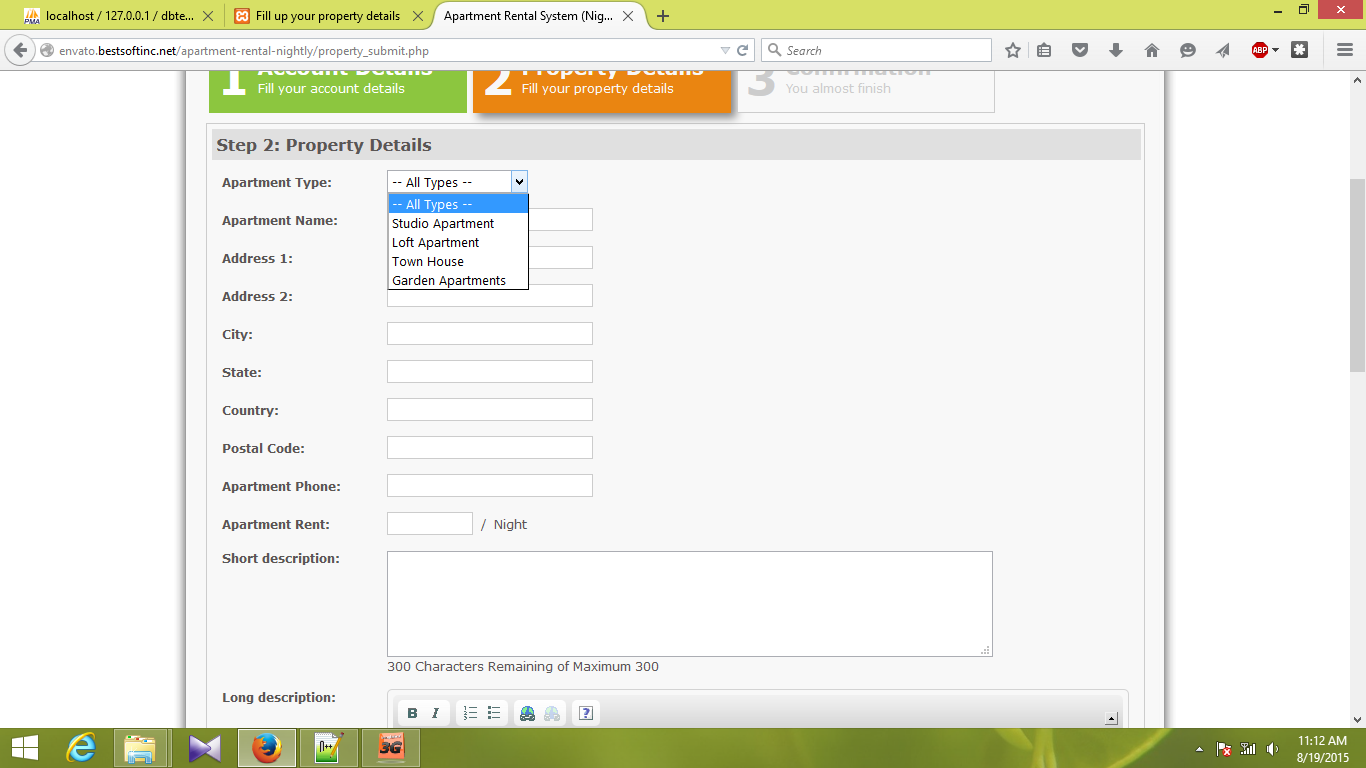 localhost / 127.0.0.1 / dbte...
Fill up your property details
Apartment Rental System (Nig...
envato.bestsoftinc.net/apartment-rental-nightly/property_submit.php
Search
ABP
1 Account Details
Fill your account details
2 Property Details
Fill your property details
3 Confirmation
You almost finish
Step 2: Property Details
Apartment Type:
-- All Types --
-- All Types --
Studio Apartment
Loft Apartment
Town House
Garden Apartments
Apartment Name:
Address 1:
Address 2:
City:
State:
Country:
Postal Code:
Apartment Phone:
Apartment Rent:
/ Night
Short description:
300 Characters Remaining of Maximum 300
Long description:
B I
3G
11:12 AM
8/19/2015